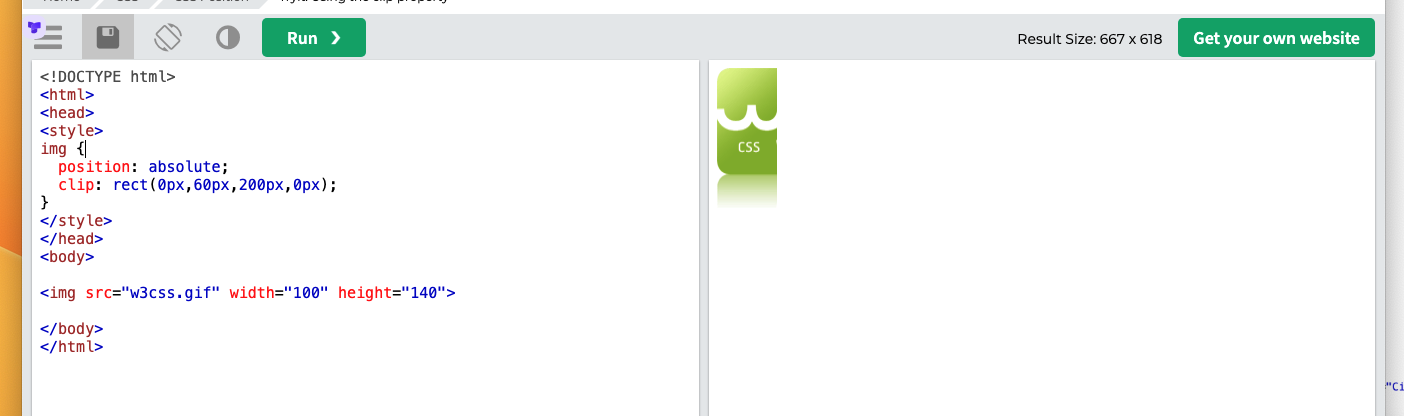 Run ❯
Result Size: 667 x 618
Get your own website
<!DOCTYPE html>
<html>
<head>
<style>
img {
  position: absolute;
  clip: rect(0px,60px,200px,0px);
}
</style>
</head>
<body>
<img src="w3css.gif" width="100" height="140">
</body>
</html>
CSS
"Ci